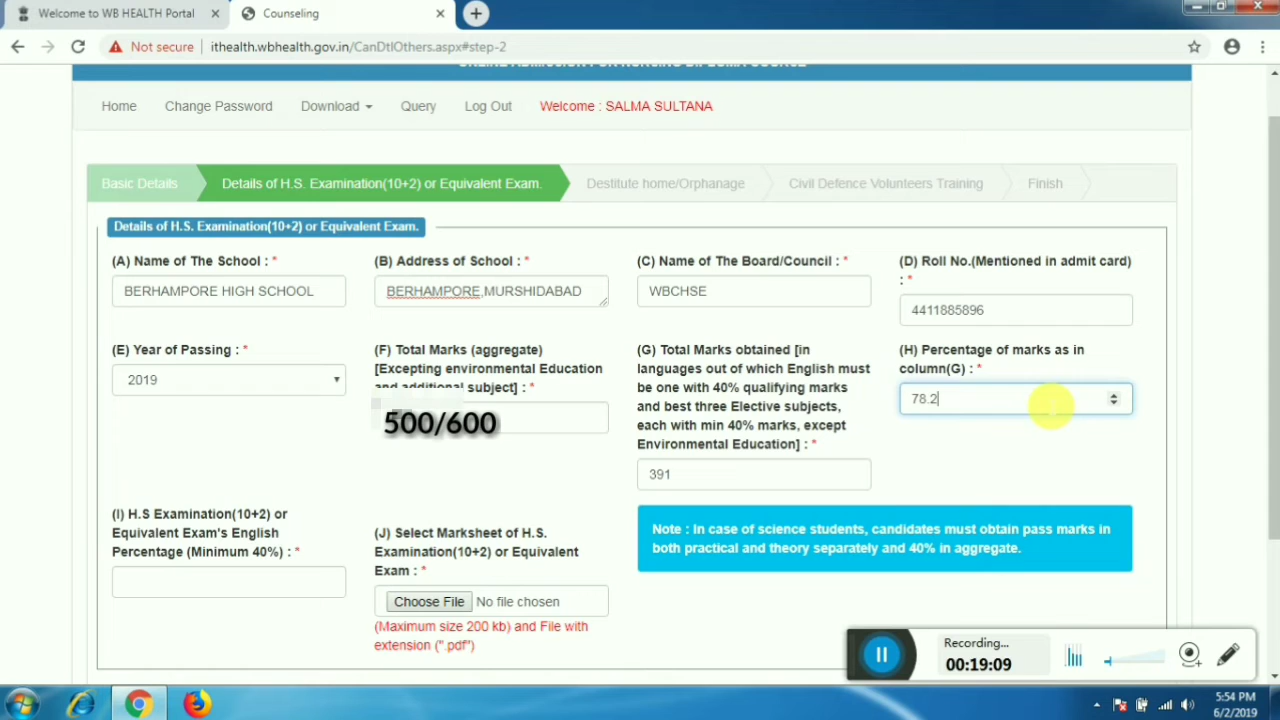 Welcome to WB HEALTH Portal
Counseling
Not secure
ithealth.wbhealth.gov.in/CanDtlOthers.aspx#step-2
Home
Change Password
Download
Query
Log Out
Welcome : SALMA SULTANA
Basic Details
Details of H.S. Examination(10+2) or Equivalent Exam.
Destitute home/Orphanage
Civil Defence Volunteers Training
Finish
Details of H.S. Examination(10+2) or Equivalent Exam.
(A) Name of The School : *
BERHAMPORE HIGH SCHOOL
(B) Address of School : *
BERHAMPORE,MURSHIDABAD
(C) Name of The Board/Council : *
WBCHSE
(D) Roll No.(Mentioned in admit card)
: *
4411885896
(E) Year of Passing : *
2019
(F) Total Marks (aggregate)
[Excepting environmental Education
and additional subject] : *
500/600
(G) Total Marks obtained [in
languages out of which English must
be one with 40% qualifying marks
and best three Elective subjects,
each with min 40% marks, except
Environmental Education] : *
391
(H) Percentage of marks as in
column(G) : *
78.2
(I) H.S Examination(10+2) or
Equivalent Exam's English
Percentage (Minimum 40%) : *
(J) Select Marksheet of H.S.
Examination(10+2) or Equivalent
Exam : *
Choose File No file chosen
(Maximum size 200 kb) and File with
extension (".pdf")
Note : In case of science students, candidates must obtain pass marks in
both practical and theory separately and 40% in aggregate.
Recording...
00:19:09
5:54 PM
6/2/2019